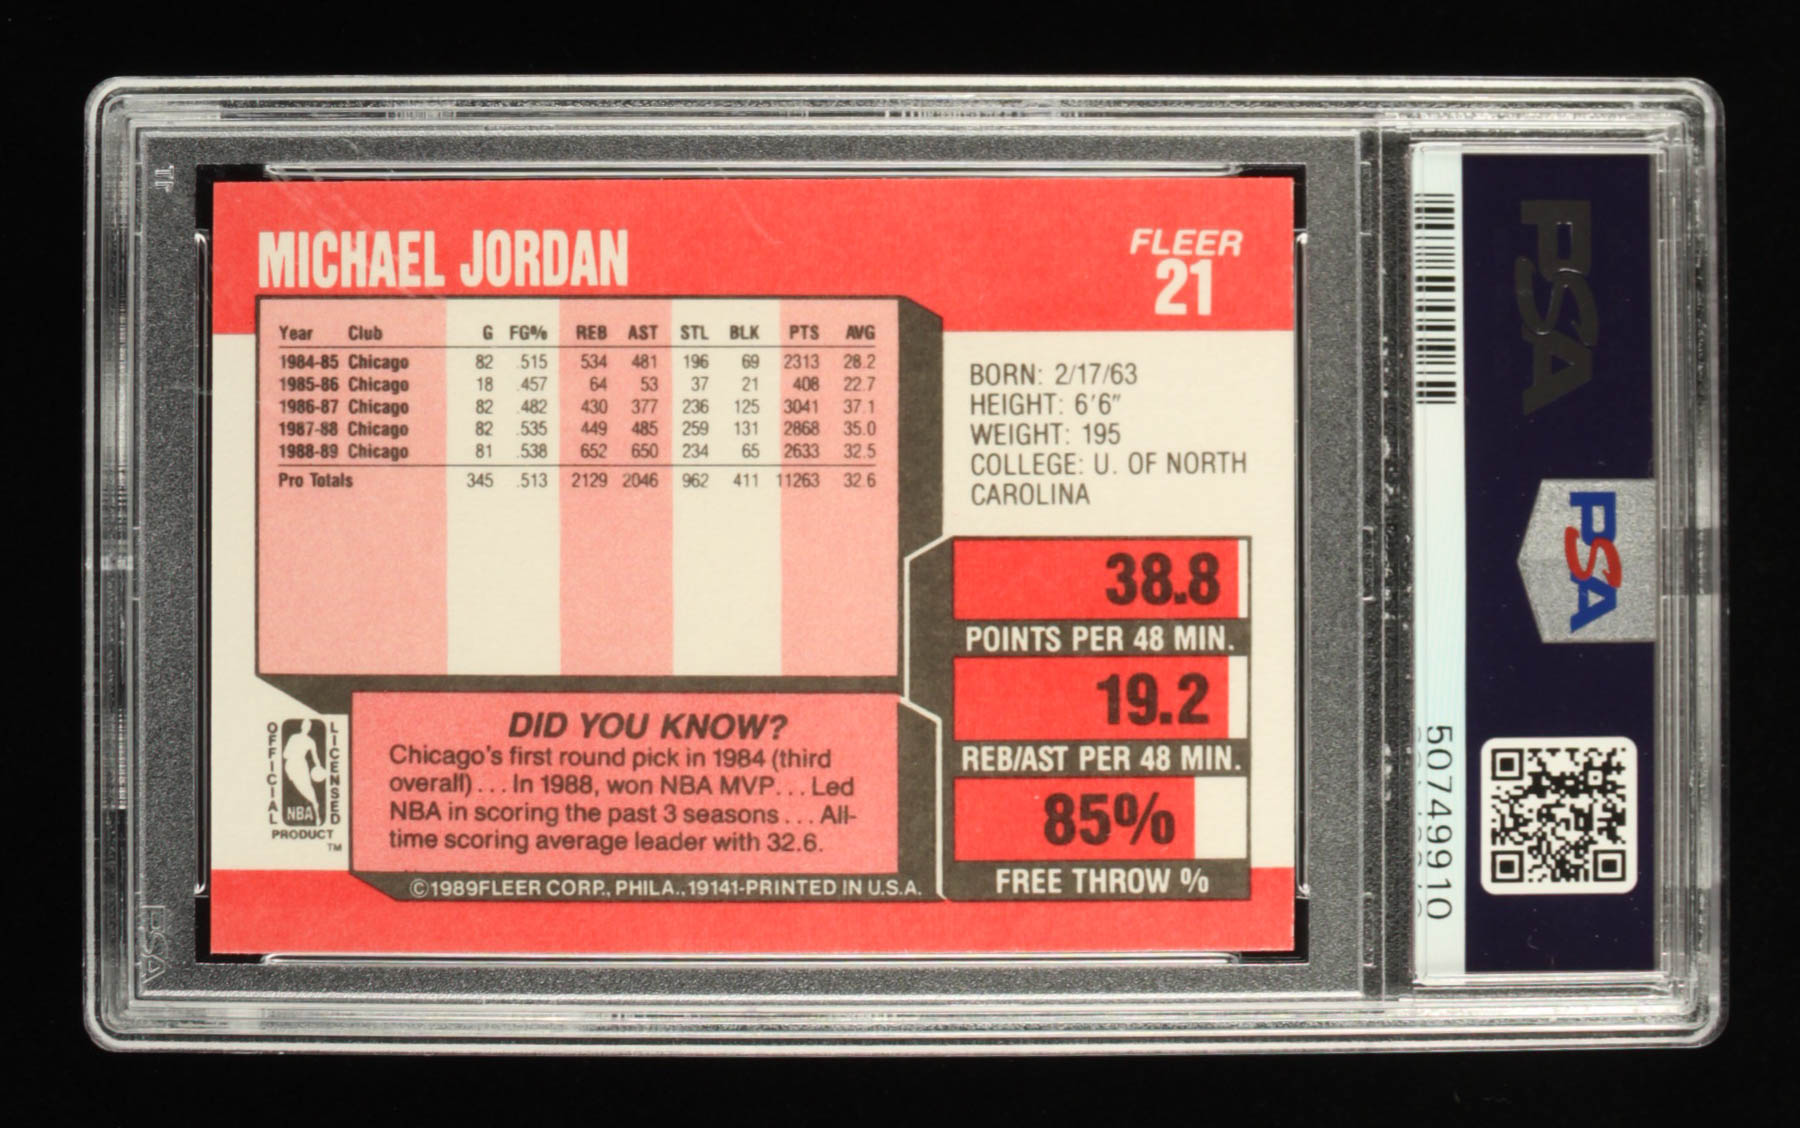 MICHAEL JORDAN
FLEER
21
Year Club G FG% REB AST STL BLK PTS AVG
1984-85 Chicago 82 .515 534 481 196 69 2313 28.2
1985-86 Chicago 18 .457 64 53 37 21 408 22.7
1986-87 Chicago 82 .482 430 377 236 125 3041 37.1
1987-88 Chicago 82 .535 449 485 259 131 2868 35.0
1988-89 Chicago 81 .538 652 650 234 65 2633 32.5
Pro Totals 345 .513 2129 2046 962 411 11263 32.6
BORN: 2/17/63
HEIGHT: 6'6"
WEIGHT: 195
COLLEGE: U. OF NORTH
CAROLINA
38.8
POINTS PER 48 MIN.
19.2
REB/AST PER 48 MIN.
85%
FREE THROW %
DID YOU KNOW?
Chicago's first round pick in 1984 (third
overall)... In 1988, won NBA MVP... Led
NBA in scoring the past 3 seasons... All-
time scoring average leader with 32.6.
OFFICIAL
LICENSED
NBA
PRODUCT
TM
©1989FLEER CORP., PHILA., 19141-PRINTED IN U.S.A.
PSA
PSA
PSA
50749910